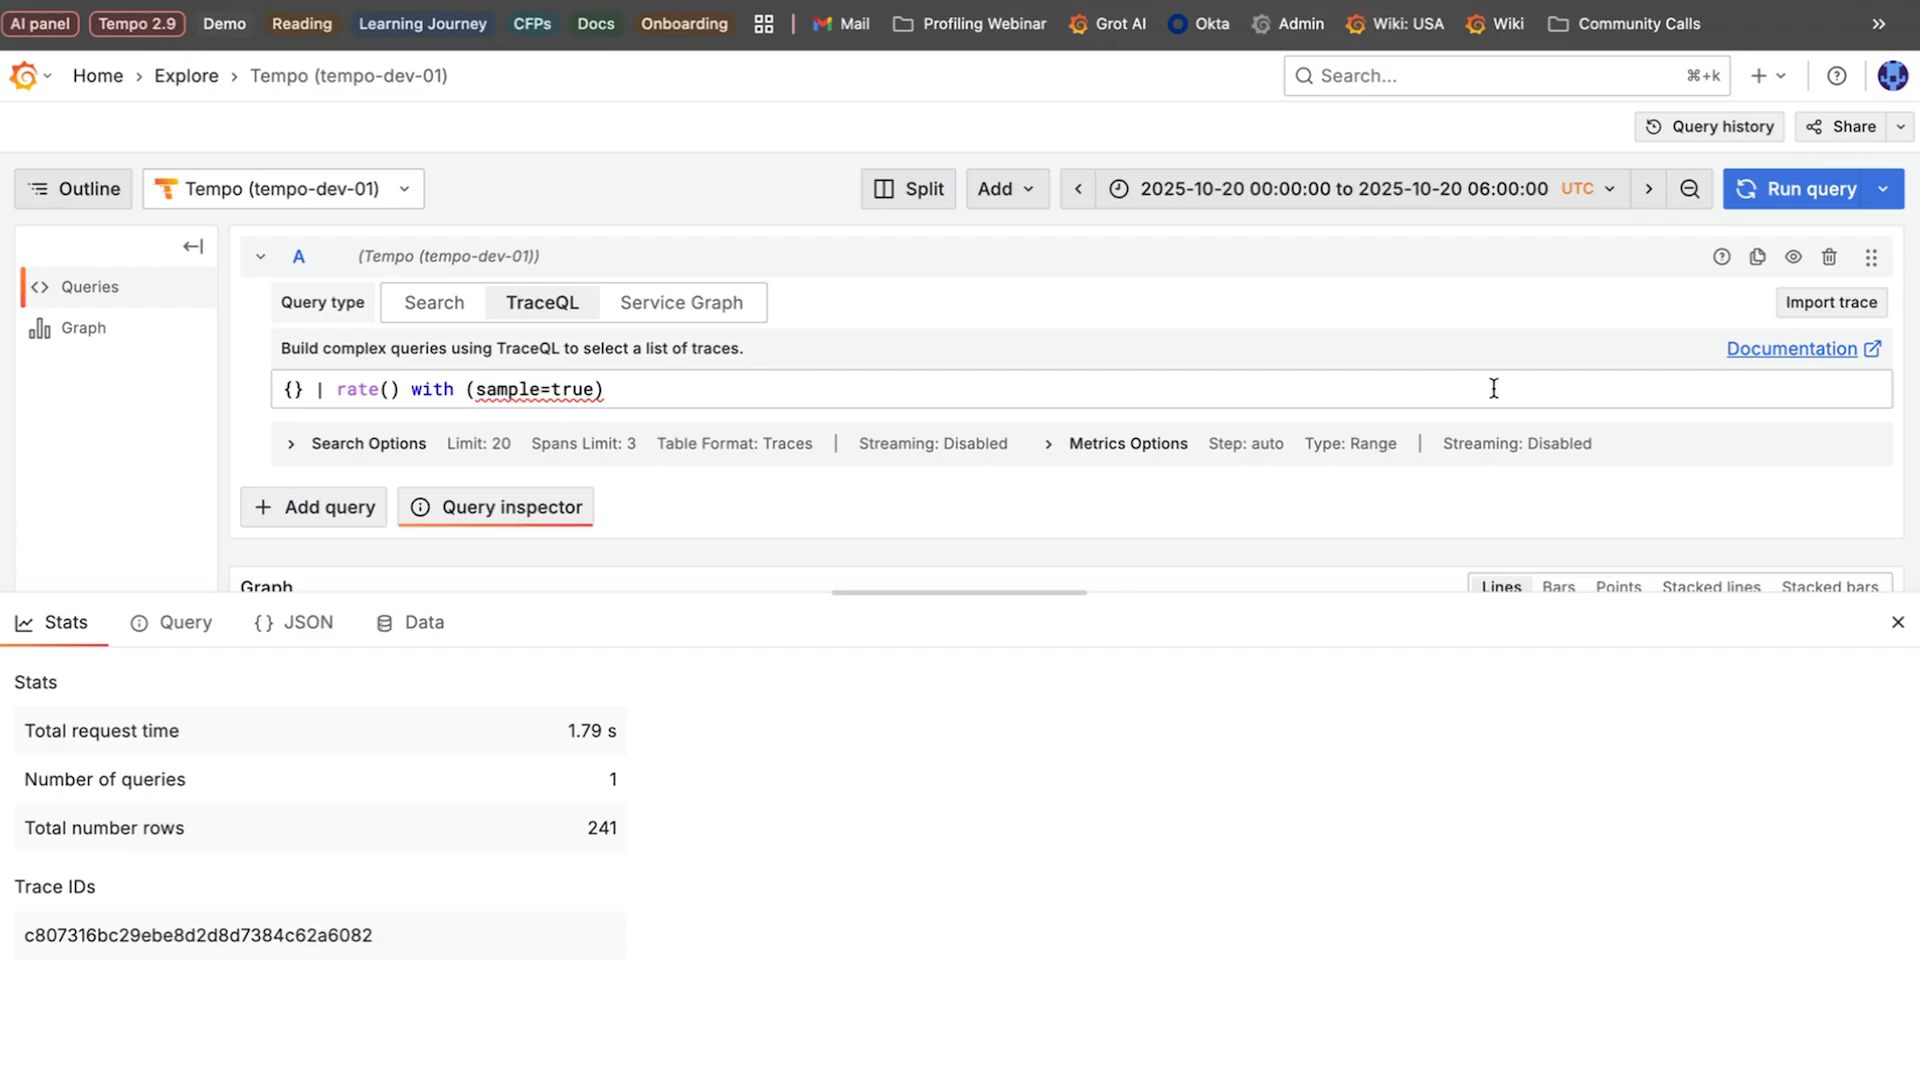 AI panel Tempo 2.9 Demo Reading Learning Journey CFPs Docs Onboarding Mail Profiling Webinar Grot AI Okta Admin Wiki: USA Wiki Community Calls »
Home › Explore › Tempo (tempo-dev-01) Search... ⌘+k
Query history Share
Outline Tempo (tempo-dev-01) Split Add 2025-10-20 00:00:00 to 2025-10-20 06:00:00 UTC Run query
Queries
Graph
A (Tempo (tempo-dev-01))
Query type Search TraceQL Service Graph Import trace
Build complex queries using TraceQL to select a list of traces. Documentation
{} | rate() with (sample=true)
Search Options Limit: 20 Spans Limit: 3 Table Format: Traces | Streaming: Disabled Metrics Options Step: auto Type: Range | Streaming: Disabled
+ Add query Query inspector
Graph Lines Bars Points Stacked lines Stacked bars
Stats Query {} JSON Data
Stats
Total request time 1.79 s
Number of queries 1
Total number rows 241
Trace IDs
c807316bc29ebe8d2d8d7384c62a6082